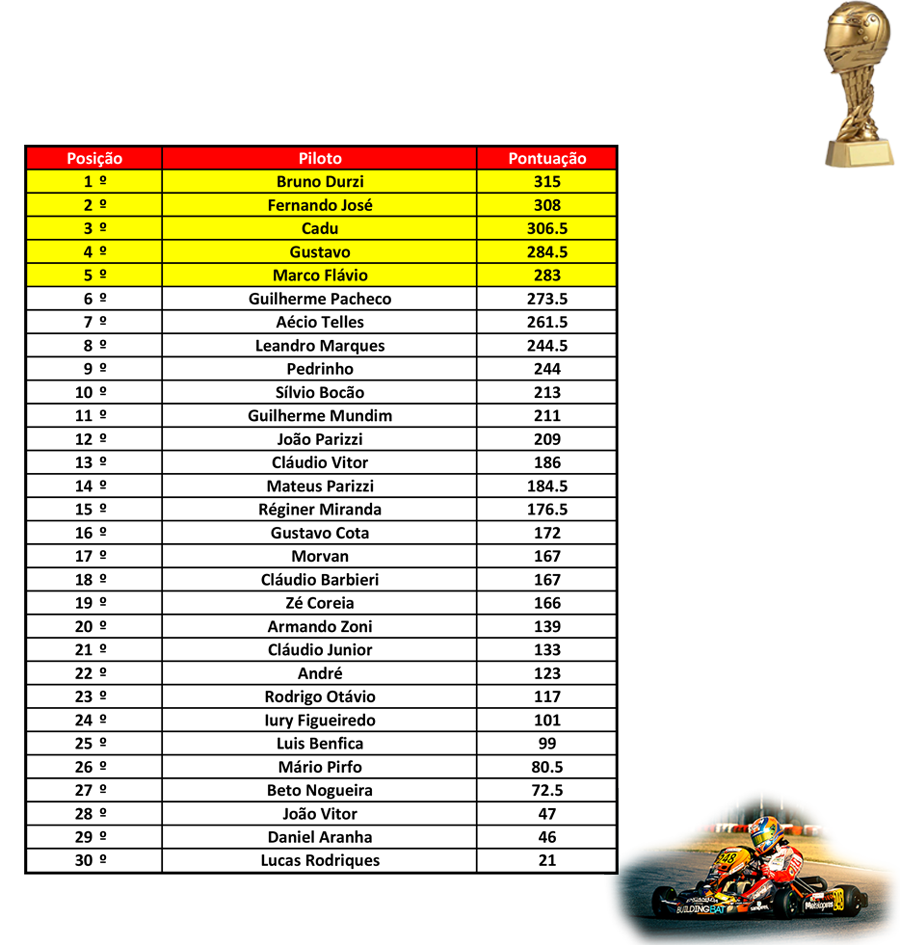 Posição Piloto Pontuação
1 º Bruno Durzi 315
2 º Fernando José 308
3 º Cadu 306.5
4 º Gustavo 284.5
5 º Marco Flávio 283
6 º Guilherme Pacheco 273.5
7 º Aécio Telles 261.5
8 º Leandro Marques 244.5
9 º Pedrinho 244
10 º Sílvio Bocão 213
11 º Guilherme Mundim 211
12 º João Parizzi 209
13 º Cláudio Vitor 186
14 º Mateus Parizzi 184.5
15 º Réginer Miranda 176.5
16 º Gustavo Cota 172
17 º Morvan 167
18 º Cláudio Barbieri 167
19 º Zé Coreia 166
20 º Armando Zoni 139
21 º Cláudio Junior 133
22 º André 123
23 º Rodrigo Otávio 117
24 º Iury Figueiredo 101
25 º Luis Benfica 99
26 º Mário Pirfo 80.5
27 º Beto Nogueira 72.5
28 º João Vitor 47
29 º Daniel Aranha 46
30 º Lucas Rodriques 21
BUILDINGBAT